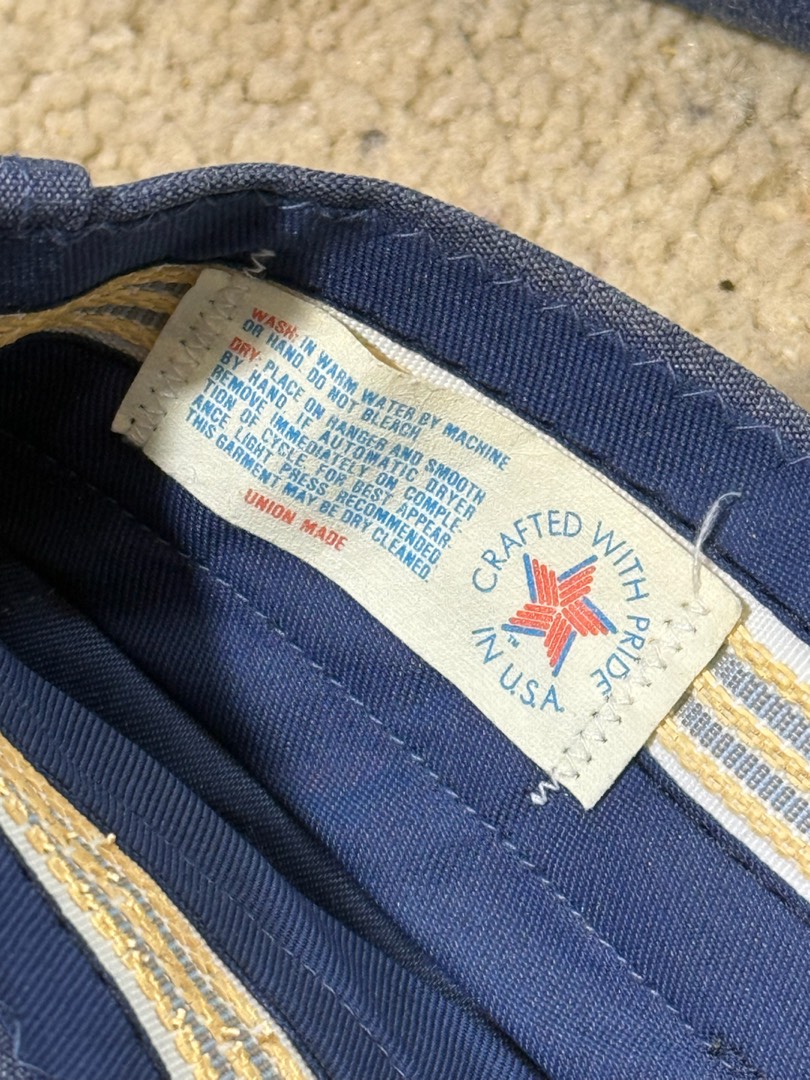 WASH: IN WARM WATER BY MACHINE
OR HAND. DO NOT BLEACH
DRY: PLACE ON HANGER AND SMOOTH
BY HAND. IF AUTOMATIC DRYER
REMOVE IMMEDIATELY ON COMPLE-
TION OF CYCLE. FOR BEST APPEAR-
ANCE LIGHT PRESS RECOMMENDED.
THIS GARMENT MAY BE DRY CLEANED.
UNION MADE
CRAFTED WITH PRIDE
IN U.S.A.
TM